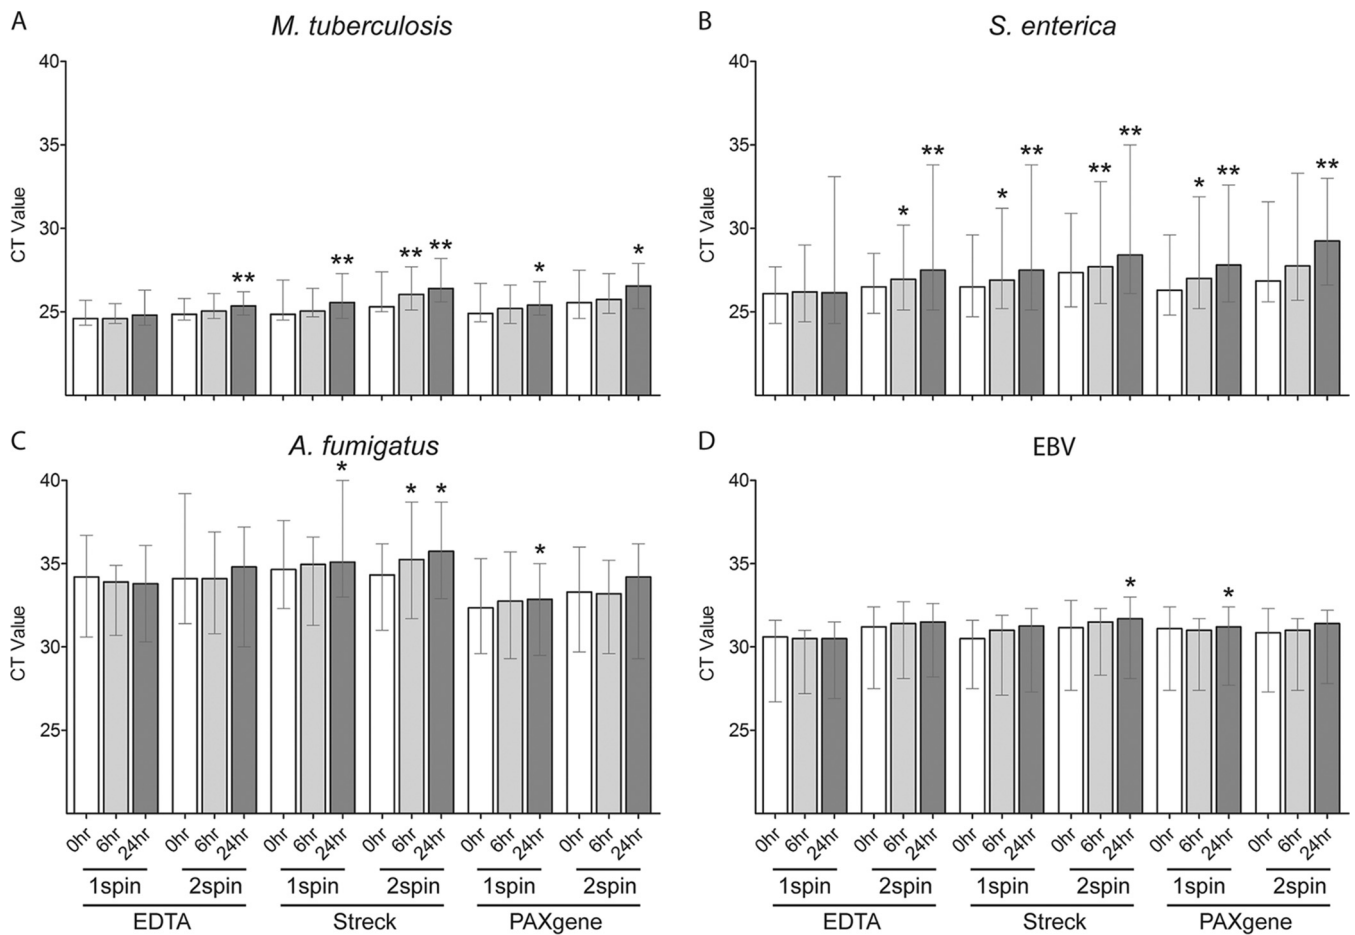 A
M. tuberculosis
40
35
30
25
CT Value
** ** ** ** * *
B
S. enterica
40
35
30
25
CT Value
* ** * ** ** ** * ** **
C
A. fumigatus
40
35
30
25
CT Value
* * * *
0hr 6hr 24hr 0hr 6hr 24hr 0hr 6hr 24hr 0hr 6hr 24hr 0hr 6hr 24hr 0hr 6hr 24hr
1spin 2spin 1spin 2spin 1spin 2spin
EDTA Streck PAXgene
D
EBV
40
35
30
25
CT Value
* *
0hr 6hr 24hr 0hr 6hr 24hr 0hr 6hr 24hr 0hr 6hr 24hr 0hr 6hr 24hr 0hr 6hr 24hr
1spin 2spin 1spin 2spin 1spin 2spin
EDTA Streck PAXgene